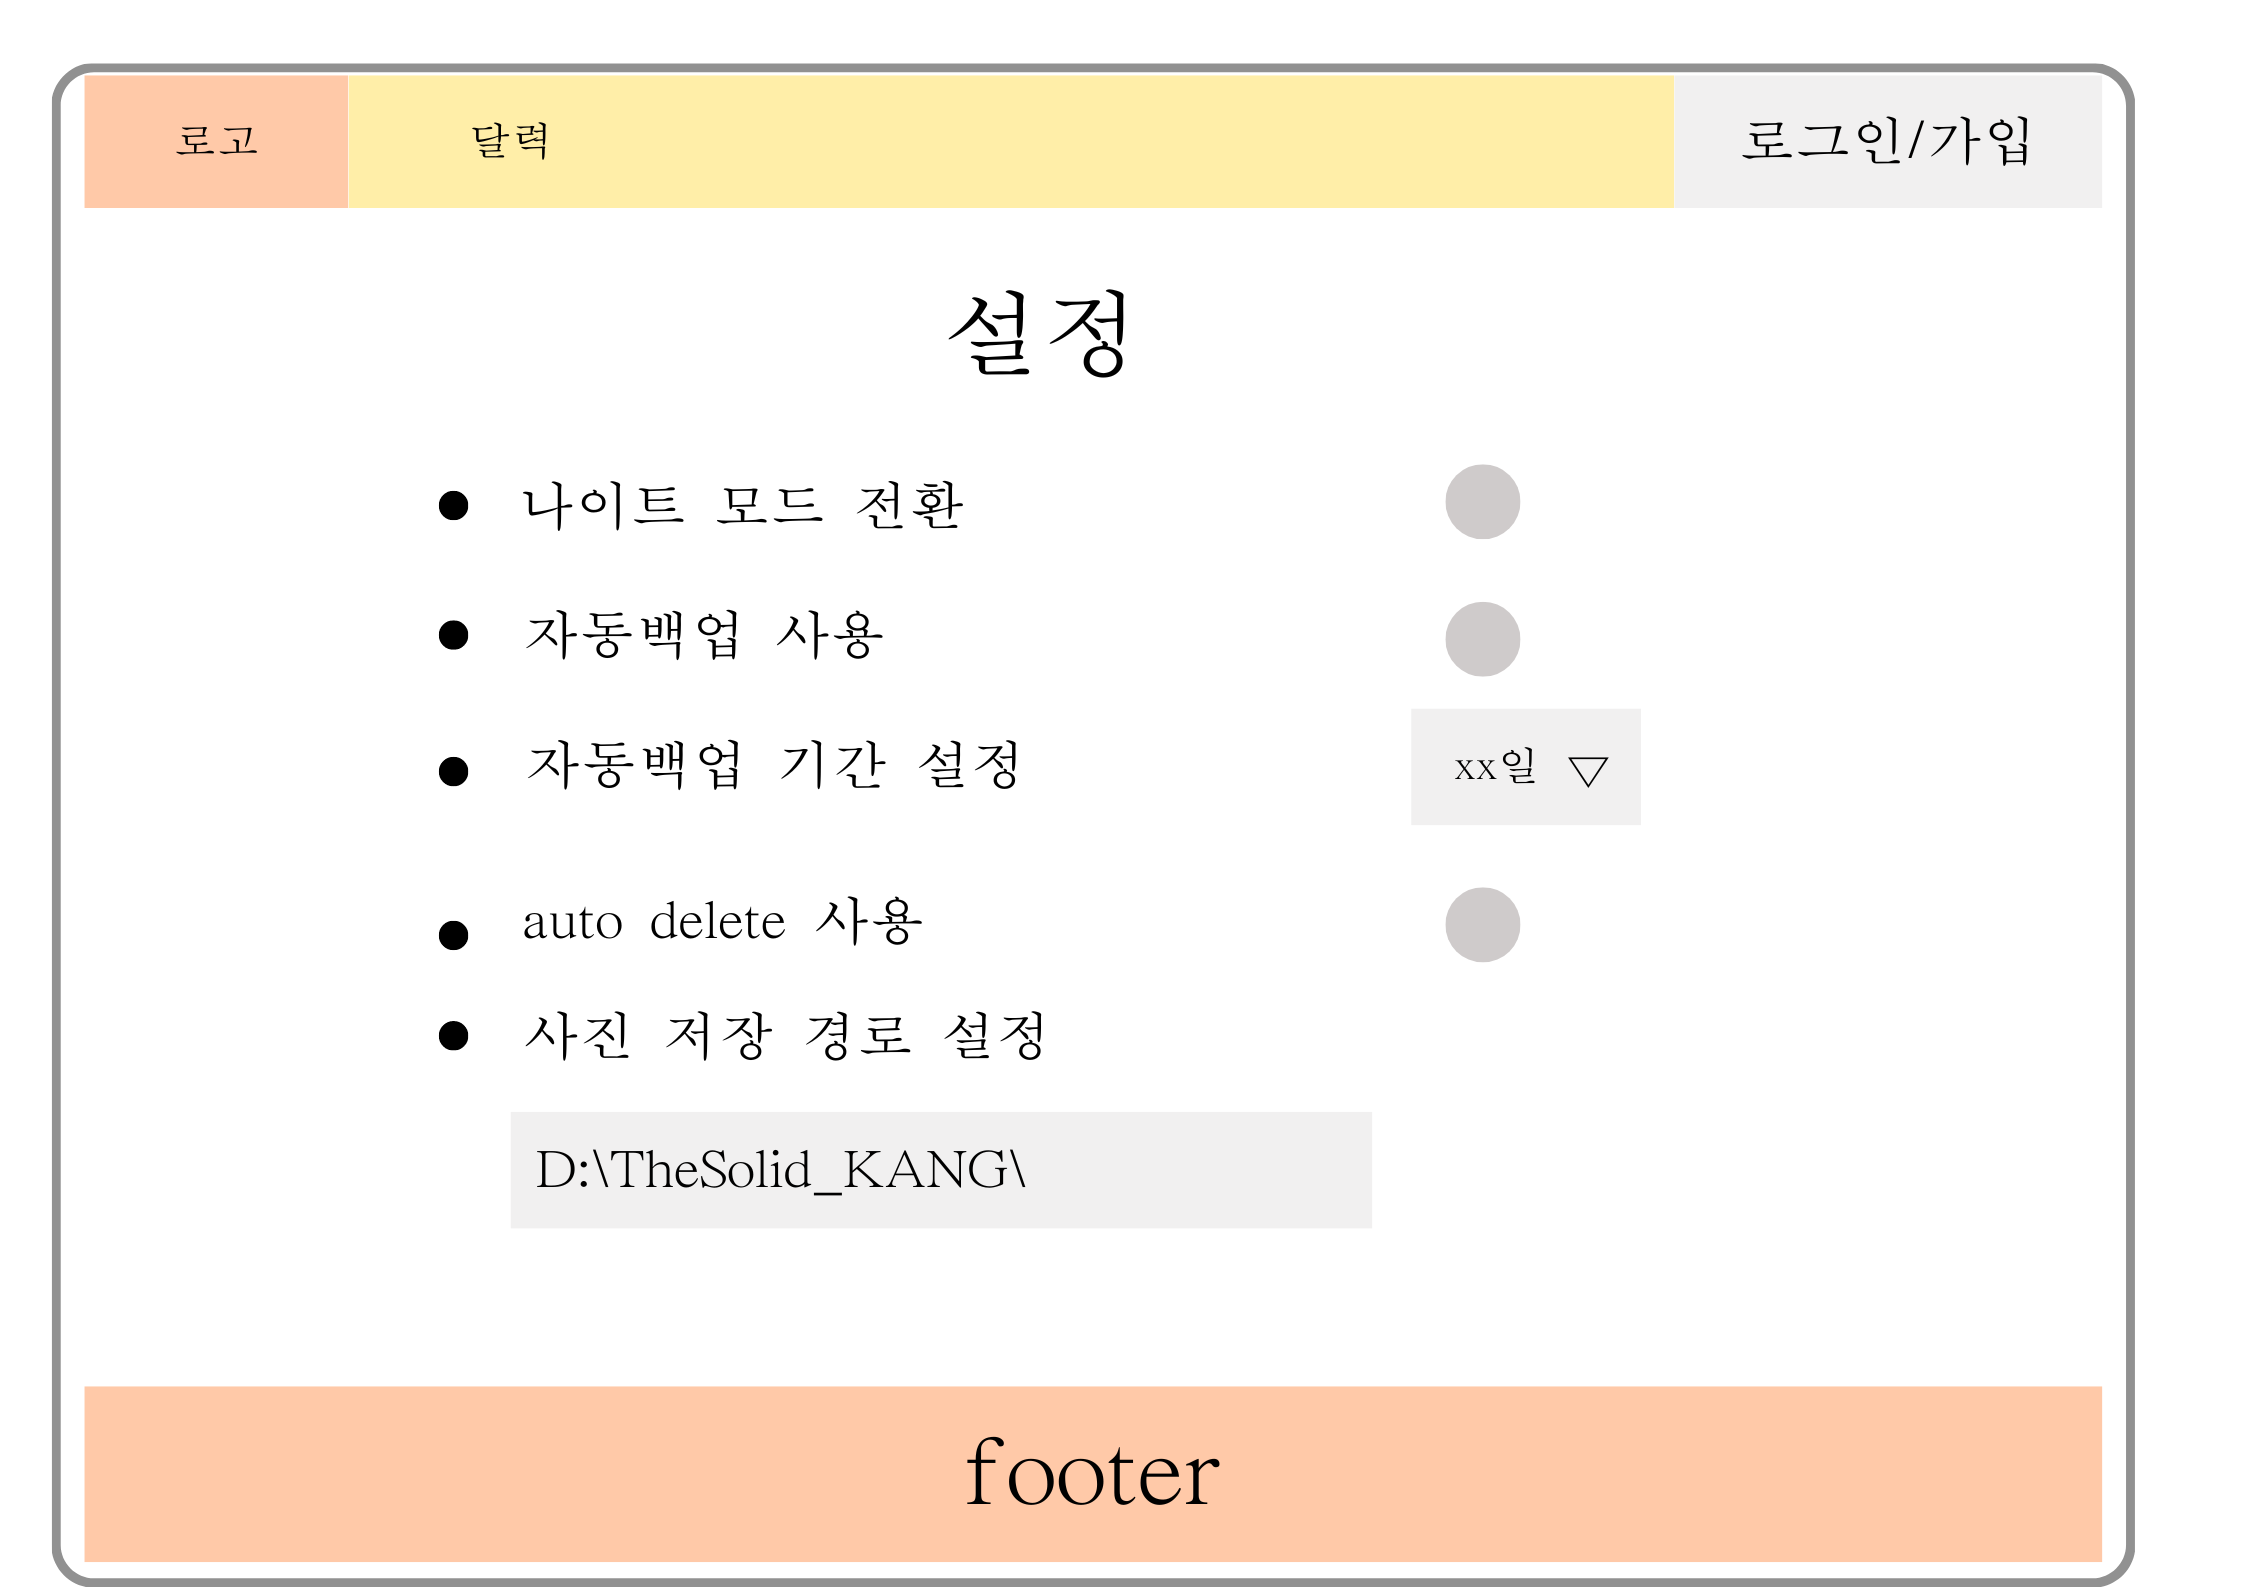 로고
달력
로그인/가입
설정
나이트 모드 전환
자동백업 사용
자동백업 기간 설정
xx일 ▽
auto delete 사용
사진 저장 경로 설정
D:\TheSolid_KANG\
footer